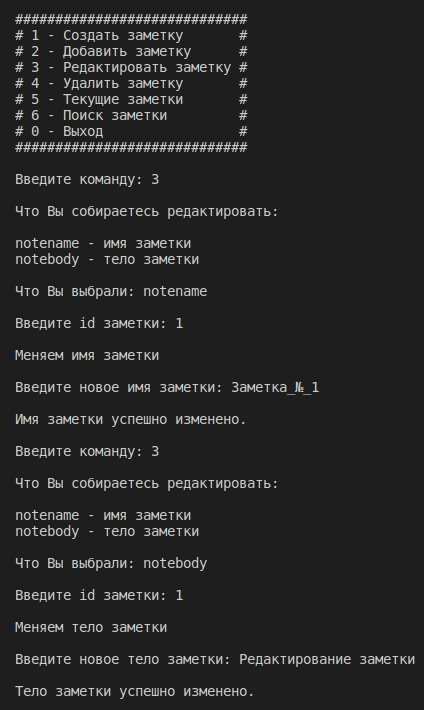 #############################
# 1 - Создать заметку       #
# 2 - Добавить заметку      #
# 3 - Редактировать заметку #
# 4 - Удалить заметку       #
# 5 - Текущие заметки       #
# 6 - Поиск заметки         #
# 0 - Выход                 #
#############################
Введите команду: 3
Что Вы собираетесь редактировать:
notename - имя заметки
notebody - тело заметки
Что Вы выбрали: notename
Введите id заметки: 1
Меняем имя заметки
Введите новое имя заметки: Заметка_№_1
Имя заметки успешно изменено.
Введите команду: 3
Что Вы собираетесь редактировать:
notename - имя заметки
notebody - тело заметки
Что Вы выбрали: notebody
Введите id заметки: 1
Меняем тело заметки
Введите новое тело заметки: Редактирование заметки
Тело заметки успешно изменено.